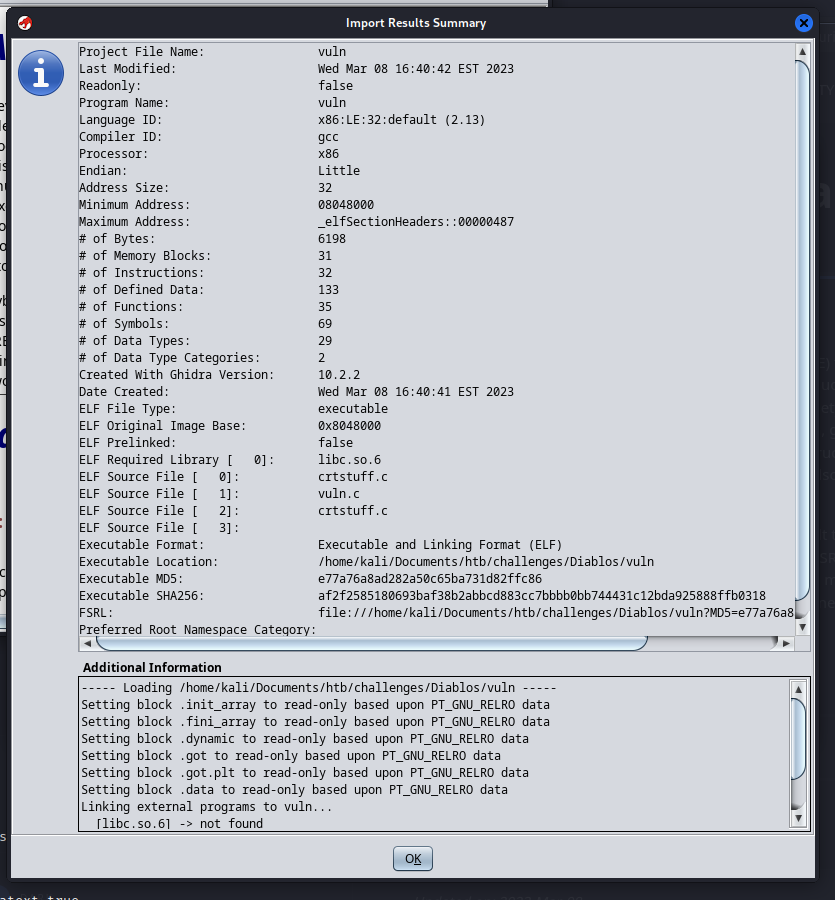 Import Results Summary
Project File Name: vuln
Last Modified: Wed Mar 08 16:40:42 EST 2023
Readonly: false
Program Name: vuln
Language ID: x86:LE:32:default (2.13)
Compiler ID: gcc
Processor: x86
Endian: Little
Address Size: 32
Minimum Address: 08048000
Maximum Address: _elfSectionHeaders::00000487
# of Bytes: 6198
# of Memory Blocks: 31
# of Instructions: 32
# of Defined Data: 133
# of Functions: 35
# of Symbols: 69
# of Data Types: 29
# of Data Type Categories: 2
Created With Ghidra Version: 10.2.2
Date Created: Wed Mar 08 16:40:41 EST 2023
ELF File Type: executable
ELF Original Image Base: 0x8048000
ELF Prelinked: false
ELF Required Library [   0]: libc.so.6
ELF Source File [   0]: crtstuff.c
ELF Source File [   1]: vuln.c
ELF Source File [   2]: crtstuff.c
ELF Source File [   3]:
Executable Format: Executable and Linking Format (ELF)
Executable Location: /home/kali/Documents/htb/challenges/Diablos/vuln
Executable MD5: e77a76a8ad282a50c65ba731d82ffc86
Executable SHA256: af2f2585180693baf38b2abbcd883cc7bbbb0bb744431c12bda925888ffb0318
FSRL: file:///home/kali/Documents/htb/challenges/Diablos/vuln?MD5=e77a76a8
Preferred Root Namespace Category:
Additional Information
----- Loading /home/kali/Documents/htb/challenges/Diablos/vuln -----
Setting block .init_array to read-only based upon PT_GNU_RELRO data
Setting block .fini_array to read-only based upon PT_GNU_RELRO data
Setting block .dynamic to read-only based upon PT_GNU_RELRO data
Setting block .got to read-only based upon PT_GNU_RELRO data
Setting block .got.plt to read-only based upon PT_GNU_RELRO data
Setting block .data to read-only based upon PT_GNU_RELRO data
Linking external programs to vuln...
[libc.so.6] -> not found
OK